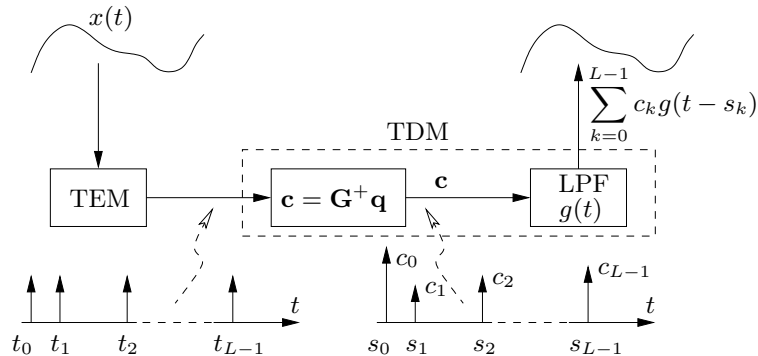 x(t)
L−1
∑ c_k g(t − s_k)
k=0
TDM
TEM
c = G⁺q
c
LPF
g(t)
c_0
c_1
c_2
c_{L−1}
t
t
t_0 t_1 t_2 t_{L−1}
s_0 s_1 s_2 s_{L−1}